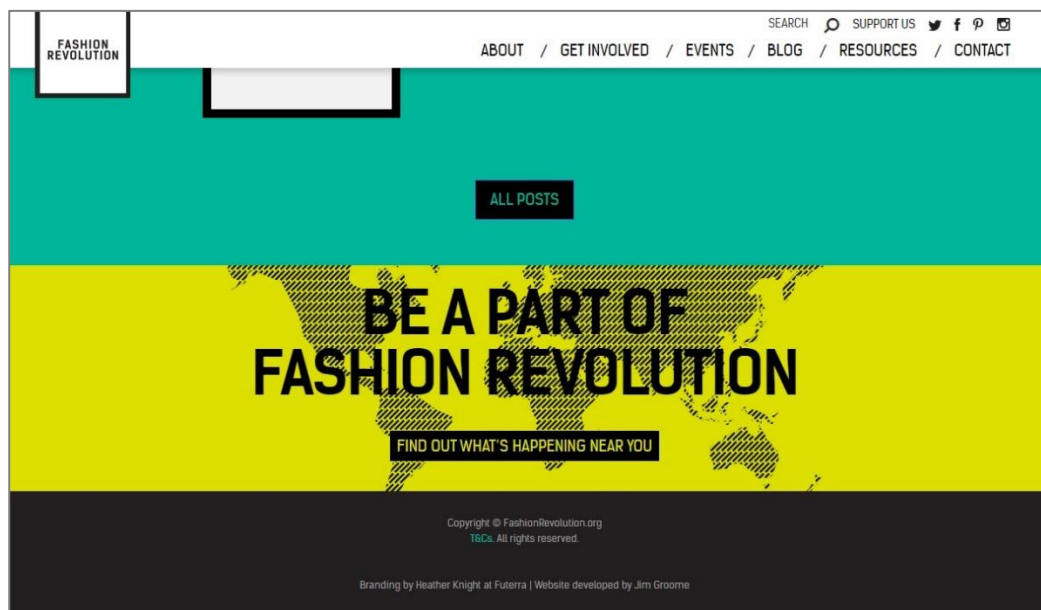 SEARCH SUPPORT US
FASHION
REVOLUTION
ABOUT / GET INVOLVED / EVENTS / BLOG / RESOURCES / CONTACT
ALL POSTS
BE A PART OF
FASHION REVOLUTION
FIND OUT WHAT'S HAPPENING NEAR YOU
Copyright © FashionRevolution.org
T&Cs. All rights reserved.
Branding by Heather Knight at Futerra | Website developed by Jim Groome